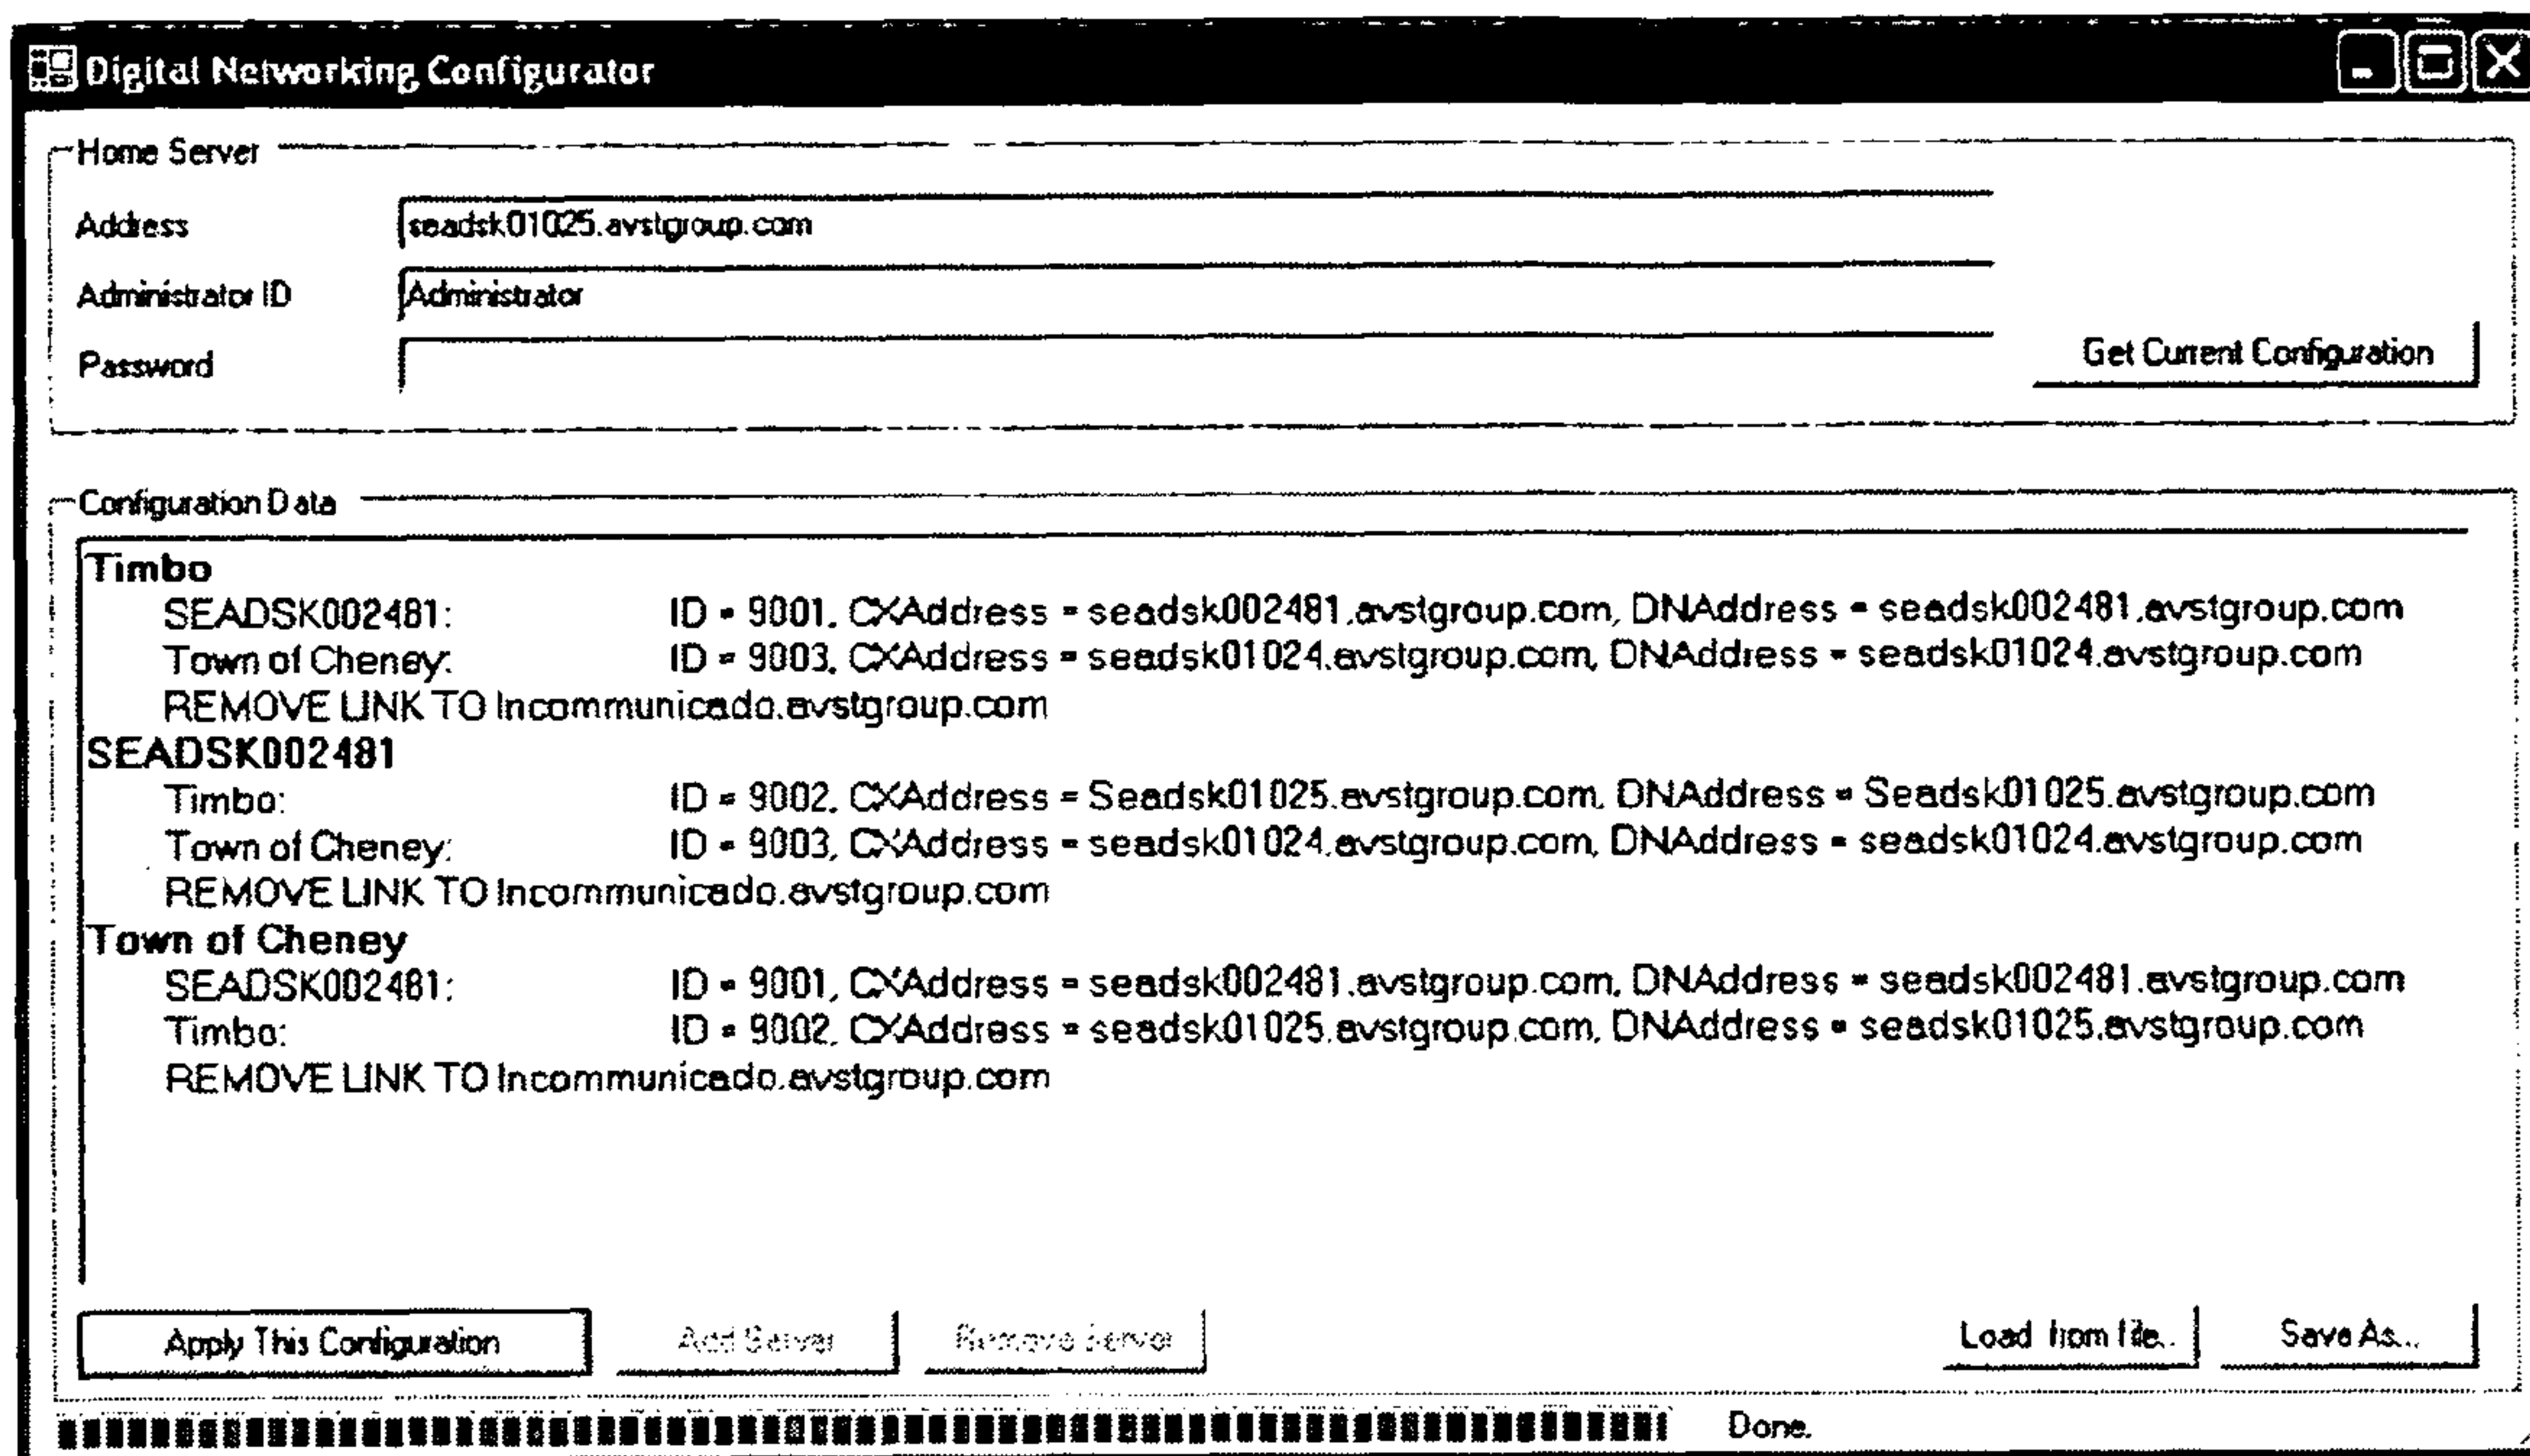 Digital Networking Configurator
Home Server
Address seadsk01025.avstgroup.com
Administrator ID Administrator
Password
Get Current Configuration
Configuration Data
Timbo
SEADSK002481: ID = 9001, CXAddress = seadsk002481.avstgroup.com, DNAddress = seadsk002481.avstgroup.com
Town of Cheney: ID = 9003, CXAddress = seadsk01024.avstgroup.com, DNAddress = seadsk01024.avstgroup.com
REMOVE LINK TO Incommunicado.avstgroup.com
SEADSK002481
Timbo: ID = 9002, CXAddress = Seadsk01025.avstgroup.com, DNAddress = Seadsk01025.avstgroup.com
Town of Cheney: ID = 9003, CXAddress = seadsk01024.avstgroup.com, DNAddress = seadsk01024.avstgroup.com
REMOVE LINK TO Incommunicado.avstgroup.com
Town of Cheney
SEADSK002481: ID = 9001, CXAddress = seadsk002481.avstgroup.com, DNAddress = seadsk002481.avstgroup.com
Timbo: ID = 9002, CXAddress = seadsk01025.avstgroup.com, DNAddress = seadsk01025.avstgroup.com
REMOVE LINK TO Incommunicado.avstgroup.com
Apply This Configuration Add Server Remove Server Load from file.. Save As...
Done.